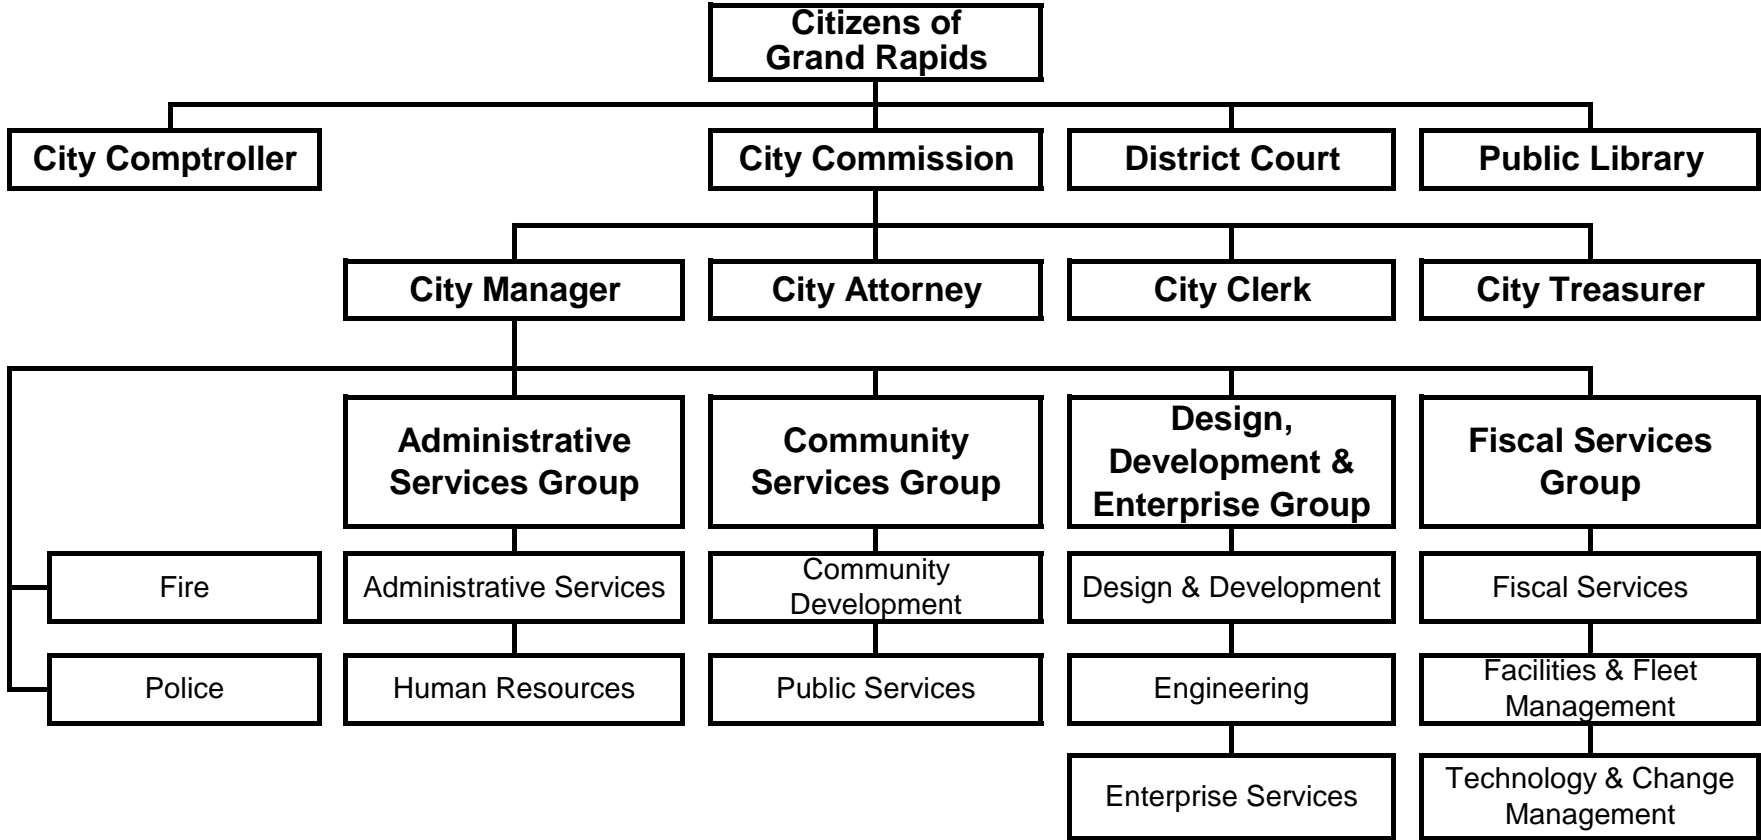 Citizens of
Grand Rapids
City Comptroller
City Commission
District Court
Public Library
City Manager
City Attorney
City Clerk
City Treasurer
Administrative
Services Group
Community
Services Group
Design,
Development &
Enterprise Group
Fiscal Services
Group
Fire
Administrative Services
Community
Development
Design & Development
Fiscal Services
Police
Human Resources
Public Services
Engineering
Facilities & Fleet
Management
Enterprise Services
Technology & Change
Management